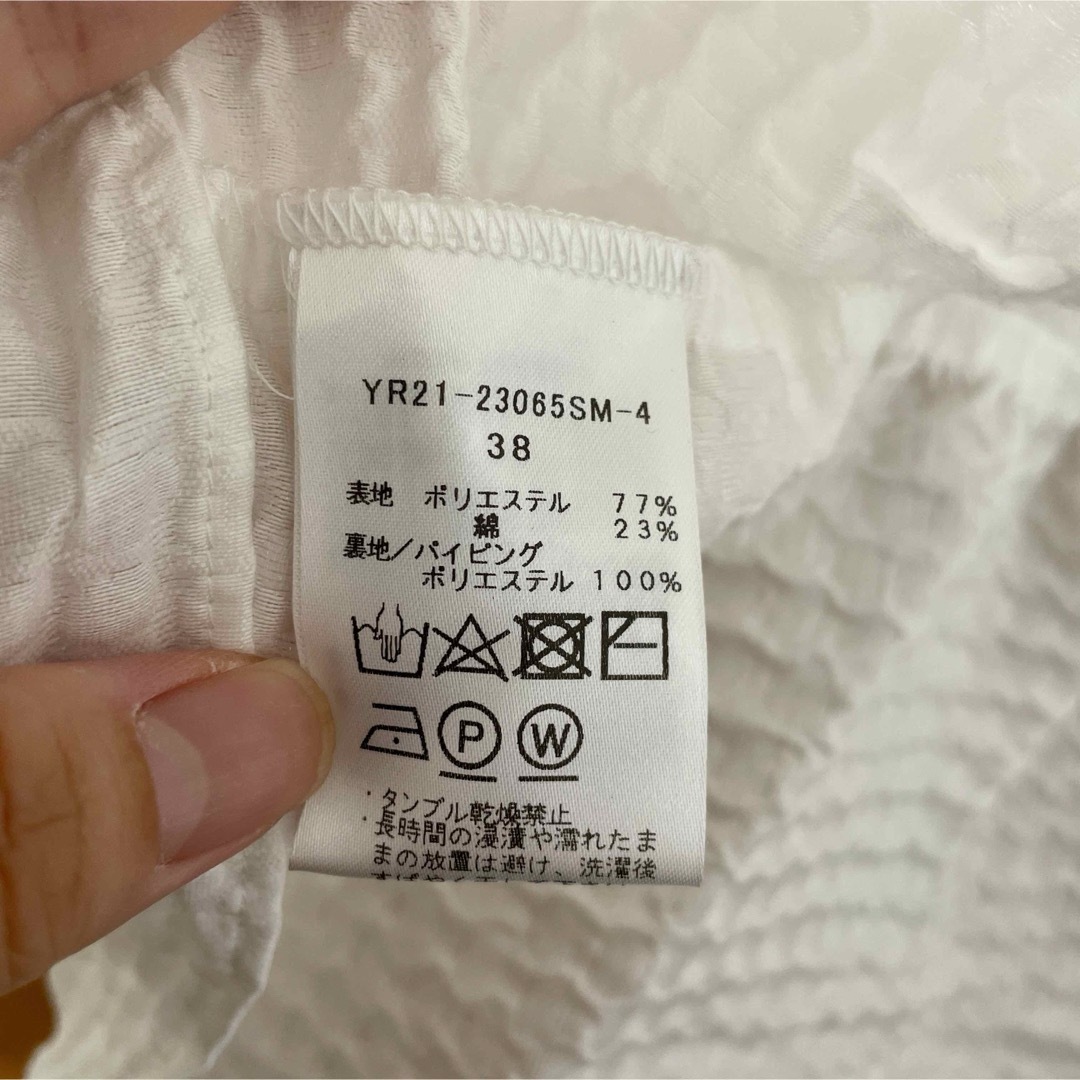 YR21-23065SM-4
38
表地 ポリエステル 77%
綿 23%
裏地/パイピング
ポリエステル 100%
P W
・タンブル乾燥禁止
・長時間の浸漬や濡れたま
まの放置は避け、洗濯後